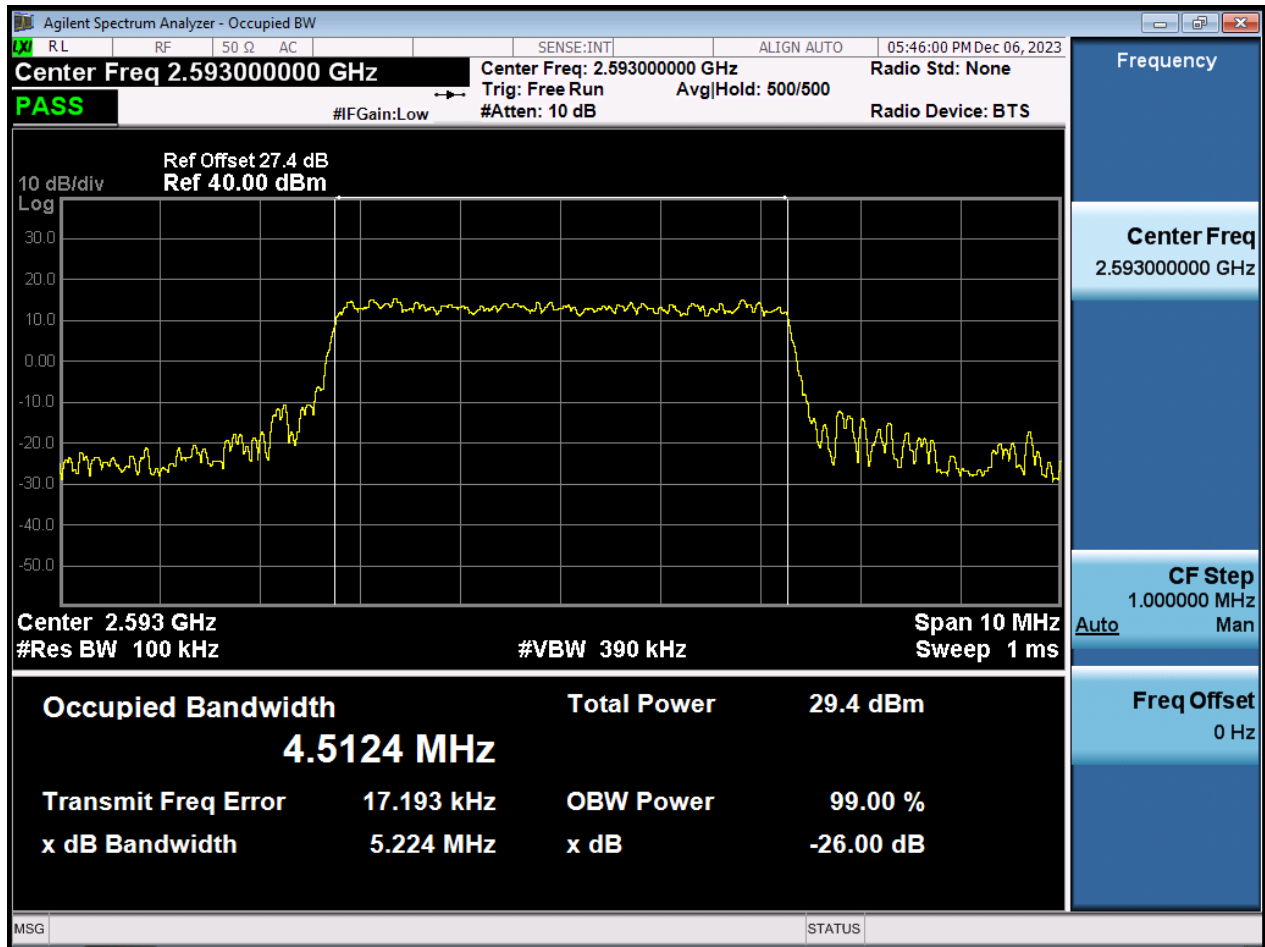 Agilent Spectrum Analyzer - Occupied BW
LXI RL RF 50 Ω AC SENSE:INT ALIGN AUTO 05:46:00 PM Dec 06, 2023
Center Freq 2.593000000 GHz
PASS
#IFGain:Low
Center Freq: 2.593000000 GHz
Trig: Free Run Avg|Hold: 500/500
#Atten: 10 dB
Radio Std: None
Radio Device: BTS
Ref Offset 27.4 dB
10 dB/div Ref 40.00 dBm
Log
30.0
20.0
10.0
0.00
-10.0
-20.0
-30.0
-40.0
-50.0
Center 2.593 GHz Span 10 MHz
#Res BW 100 kHz #VBW 390 kHz Sweep 1 ms
Occupied Bandwidth Total Power 29.4 dBm
4.5124 MHz
Transmit Freq Error 17.193 kHz OBW Power 99.00 %
x dB Bandwidth 5.224 MHz x dB -26.00 dB
MSG STATUS
Frequency
Center Freq
2.593000000 GHz
CF Step
1.000000 MHz
Auto Man
Freq Offset
0 Hz